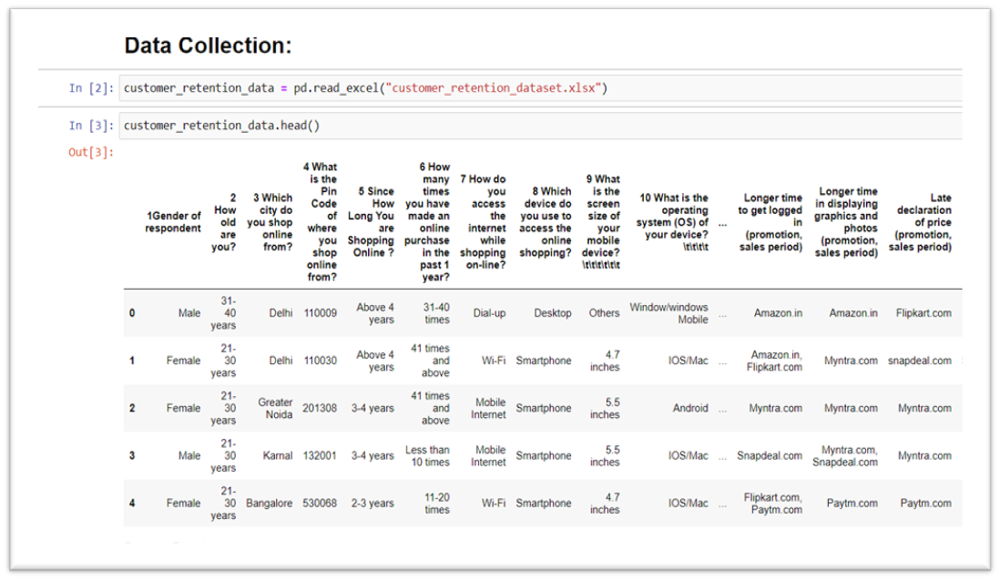 Data Collection:
In [2]: customer_retention_data = pd.read_excel("customer_retention_dataset.xlsx")
In [3]: customer_retention_data.head()
Out[3]:
1Gender of respondent
2 How old are you?
3 Which city do you shop online from?
4 What is the Pin Code of where you shop online from?
5 Since How Long You are Shopping Online ?
6 How many times you have made an online purchase in the past 1 year?
7 How do you access the internet while shopping on-line?
8 Which device do you use to access the online shopping?
9 What is the screen size of your mobile device? \t\t\t\t\t\t
10 What is the operating system (OS) of your device? \t\t\t\t
...
Longer time to get logged in (promotion, sales period)
Longer time in displaying graphics and photos (promotion, sales period)
Late declaration of price (promotion, sales period)
0 Male 31-40 years Delhi 110009 Above 4 years 31-40 times Dial-up Desktop Others Window/windows Mobile ... Amazon.in Amazon.in Flipkart.com
1 Female 21-30 years Delhi 110030 Above 4 years 41 times and above Wi-Fi Smartphone 4.7 inches IOS/Mac ... Amazon.in, Flipkart.com Myntra.com snapdeal.com
2 Female 21-30 years Greater Noida 201308 3-4 years 41 times and above Mobile Internet Smartphone 5.5 inches Android ... Myntra.com Myntra.com Myntra.com
3 Male 21-30 years Karnal 132001 3-4 years Less than 10 times Mobile Internet Smartphone 5.5 inches IOS/Mac ... Snapdeal.com Myntra.com, Snapdeal.com Myntra.com
4 Female 21-30 years Bangalore 530068 2-3 years 11-20 times Wi-Fi Smartphone 4.7 inches IOS/Mac ... Flipkart.com, Paytm.com Paytm.com Paytm.com